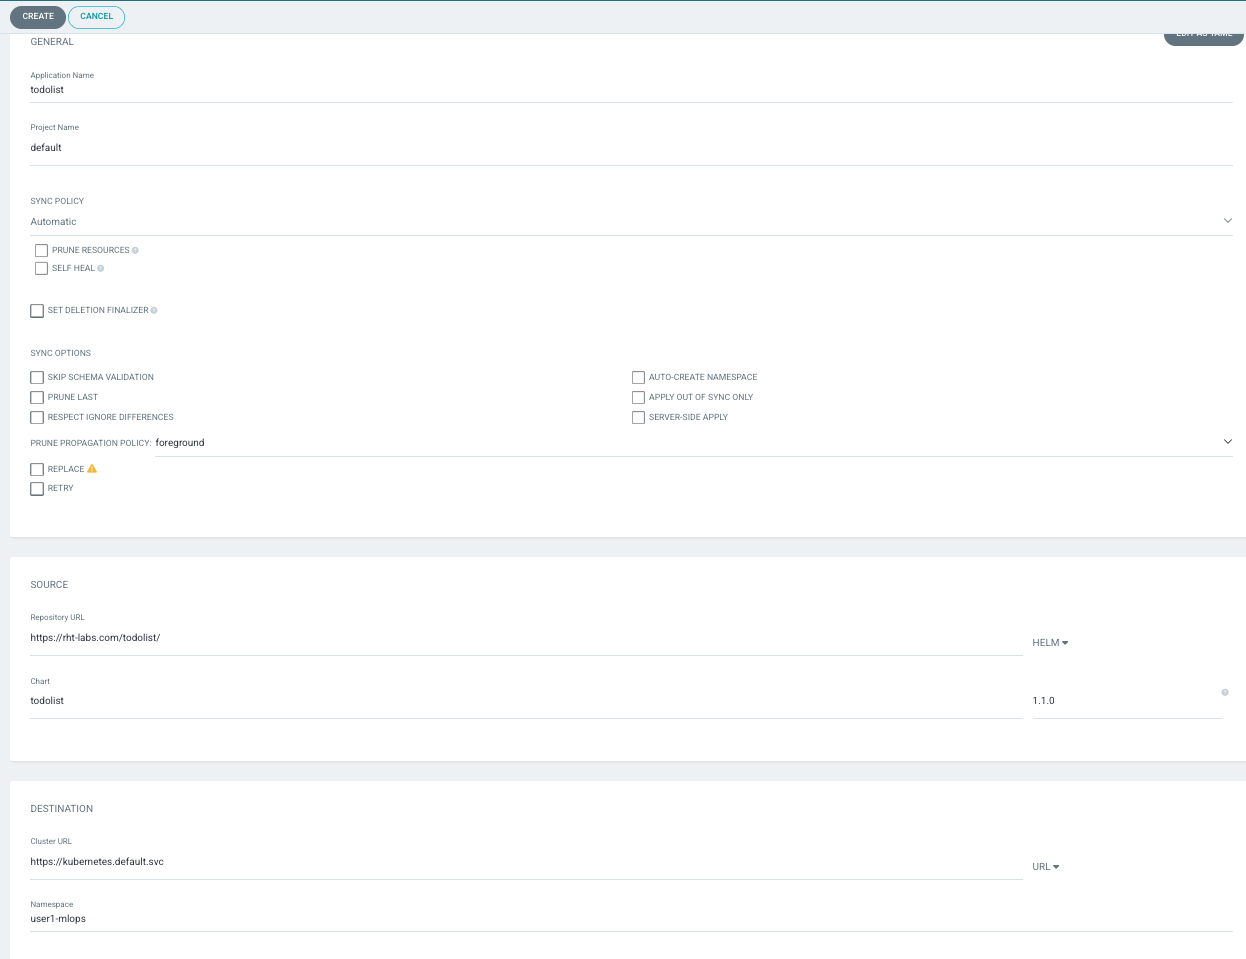 CREATE CANCEL
GENERAL
Application Name
todolist
Project Name
default
SYNC POLICY
Automatic
PRUNE RESOURCES
SELF HEAL
SET DELETION FINALIZER
SYNC OPTIONS
SKIP SCHEMA VALIDATION AUTO-CREATE NAMESPACE
PRUNE LAST APPLY OUT OF SYNC ONLY
RESPECT IGNORE DIFFERENCES SERVER-SIDE APPLY
PRUNE PROPAGATION POLICY: foreground
REPLACE
RETRY
SOURCE
Repository URL
https://rht-labs.com/todolist/
HELM
Chart
todolist 1.1.0
DESTINATION
Cluster URL
https://kubernetes.default.svc
URL
Namespace
user1-mlops